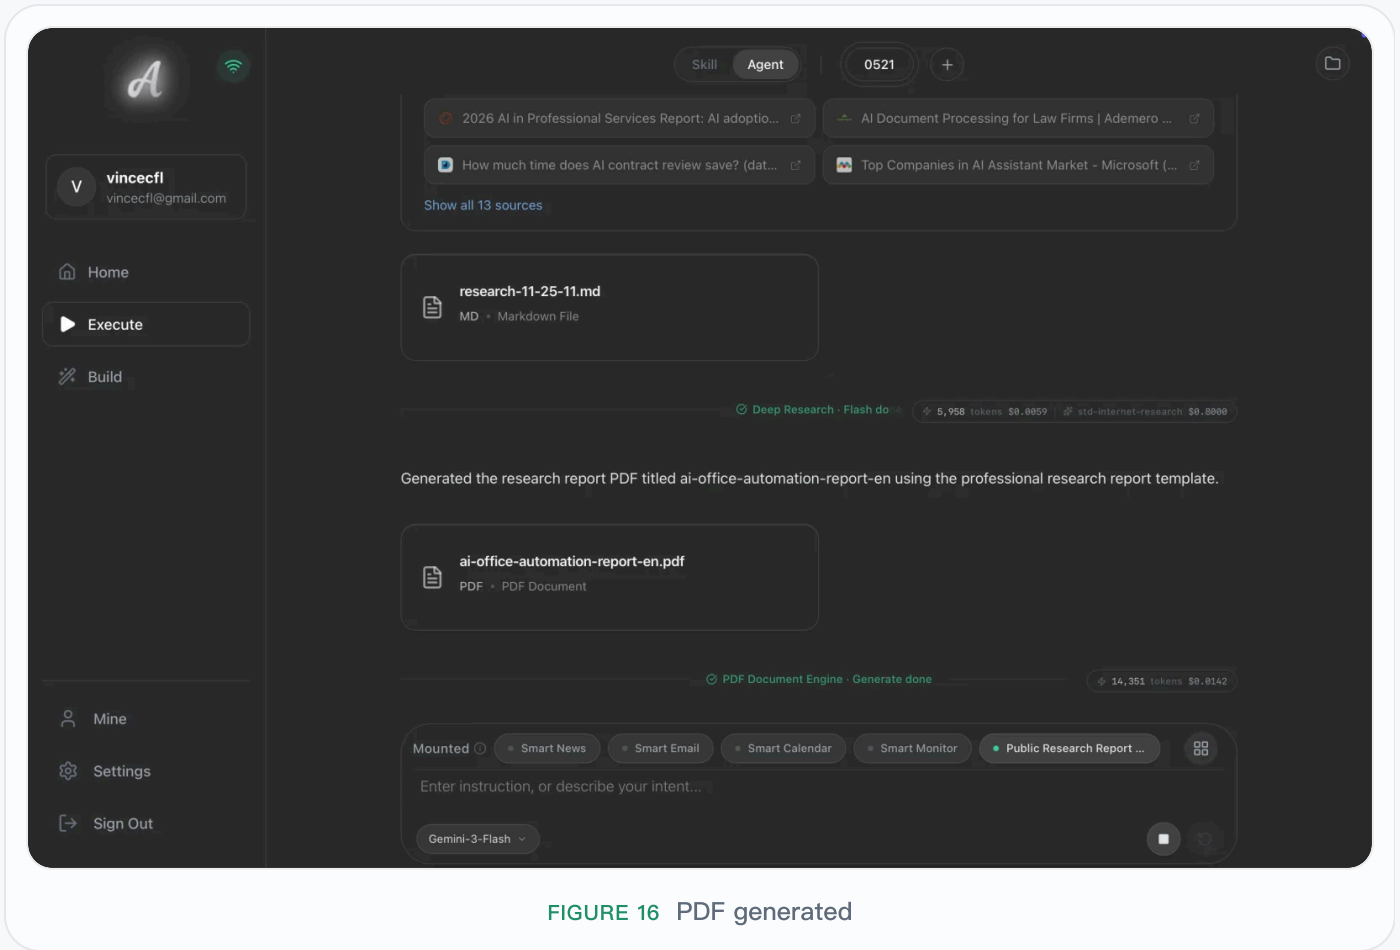 A
Skill
Agent
0521
vincecfl
V
vincecfl@gmail.com
Home
Execute
Build
Mine
Settings
Sign Out
2026 AI in Professional Services Report: AI adoptio...
AI Document Processing for Law Firms | Ademero ...
How much time does AI contract review save? (dat...
Top Companies in AI Assistant Market - Microsoft (...
Show all 13 sources
research-11-25-11.md
MD • Markdown File
Deep Research · Flash done
5,958 tokens $0.0059 std-internet-research $0.8000
Generated the research report PDF titled ai-office-automation-report-en using the professional research report template.
ai-office-automation-report-en.pdf
PDF • PDF Document
PDF Document Engine · Generate done
14,351 tokens $0.0142
Mounted
Smart News
Smart Email
Smart Calendar
Smart Monitor
Public Research Report ...
Enter instruction, or describe your intent...
Gemini-3-Flash
FIGURE 16 PDF generated